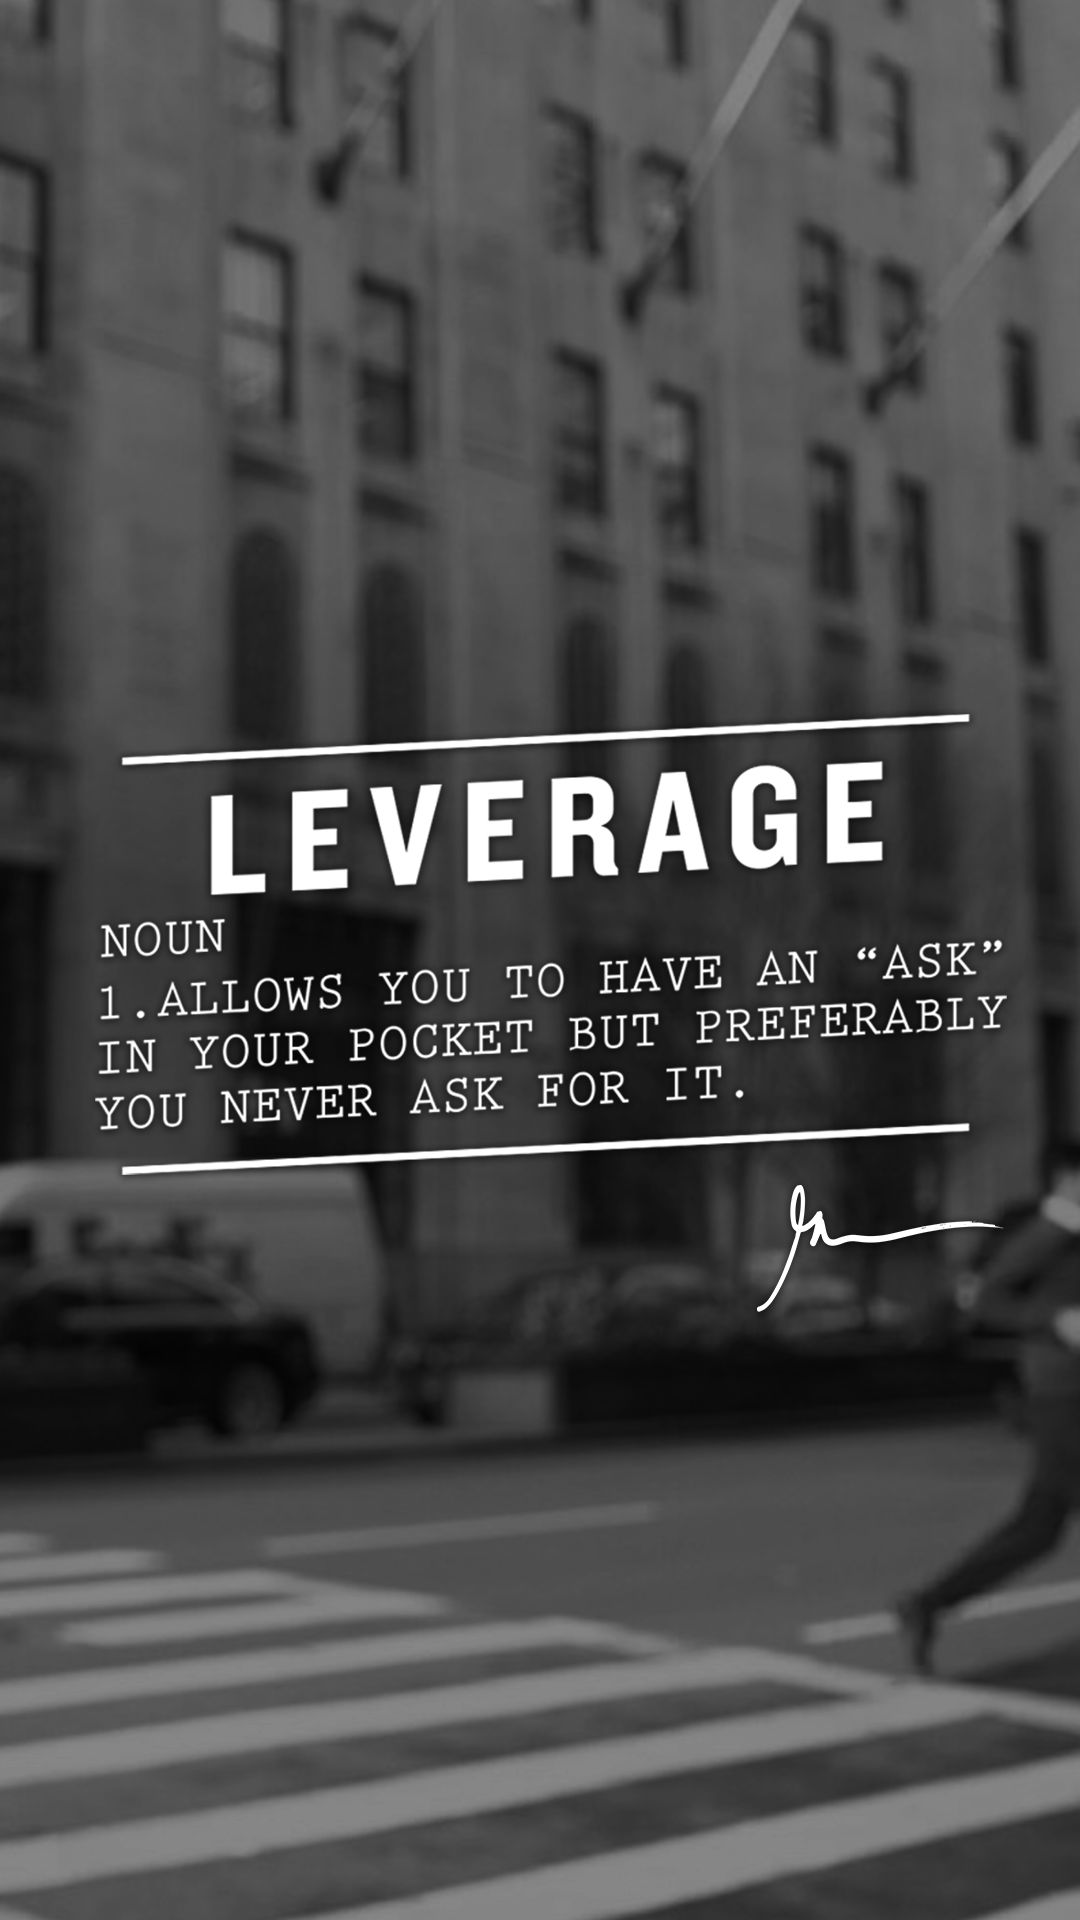 LEVERAGE
NOUN
1.ALLOWS YOU TO HAVE AN “ASK”
IN YOUR POCKET BUT PREFERABLY
YOU NEVER ASK FOR IT.